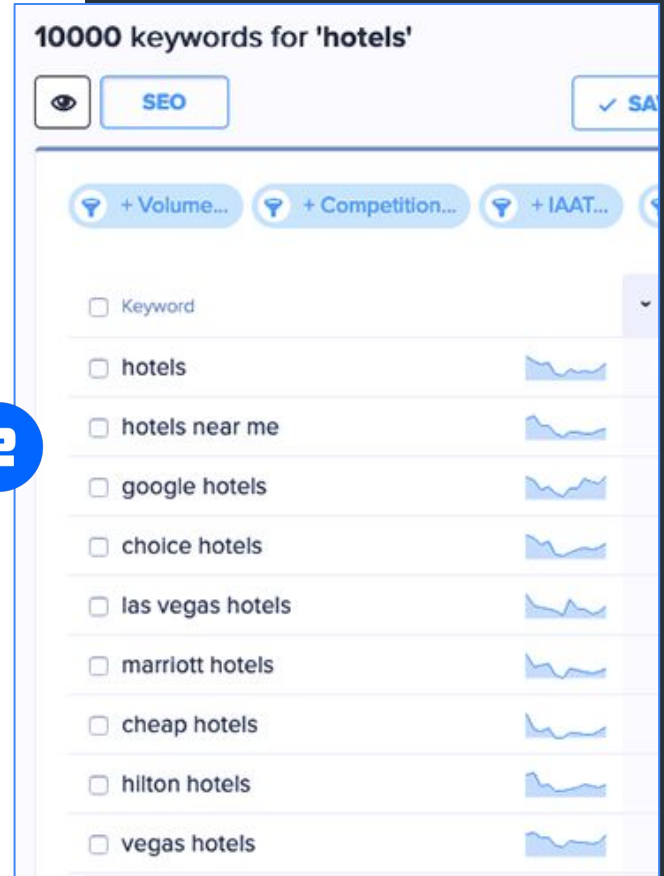 10000 keywords for 'hotels'
SEO
+ Volume... + Competition... + IAAT...
Keyword
hotels
hotels near me
google hotels
choice hotels
las vegas hotels
marriott hotels
cheap hotels
hilton hotels
vegas hotels